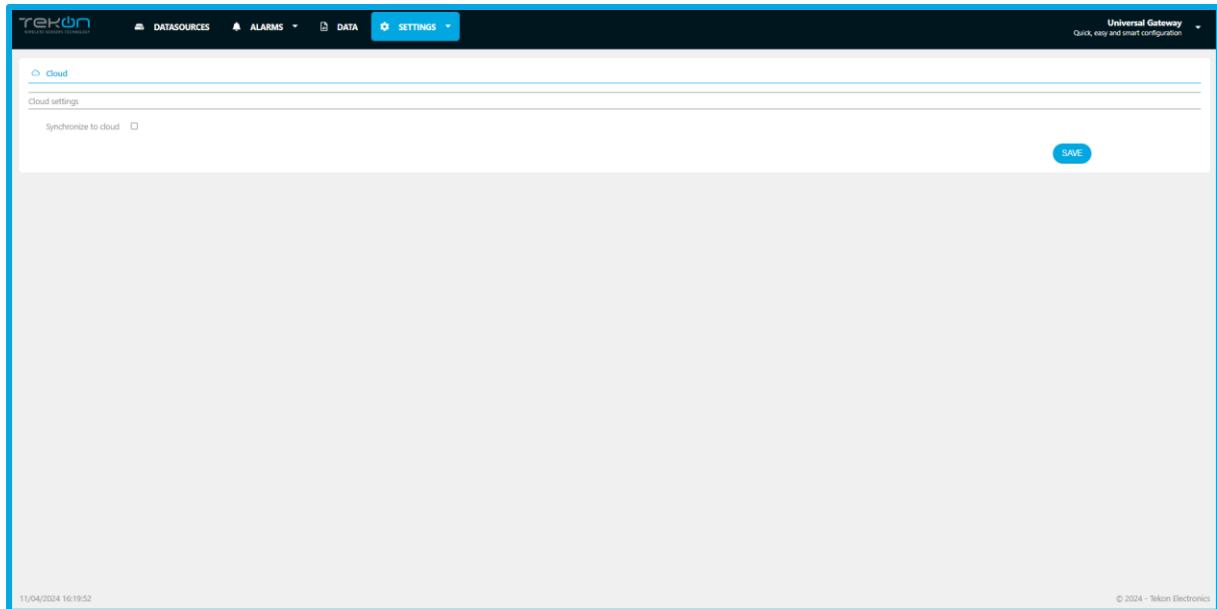 TEKON
WIRELESS SENSORS TECHNOLOGY
DATASOURCES
ALARMS
DATA
SETTINGS
Universal Gateway
Quick, easy and smart configuration
Cloud
Cloud settings
Synchronize to cloud
SAVE
11/04/2024 16:19:52
© 2024 - Tekon Electronics